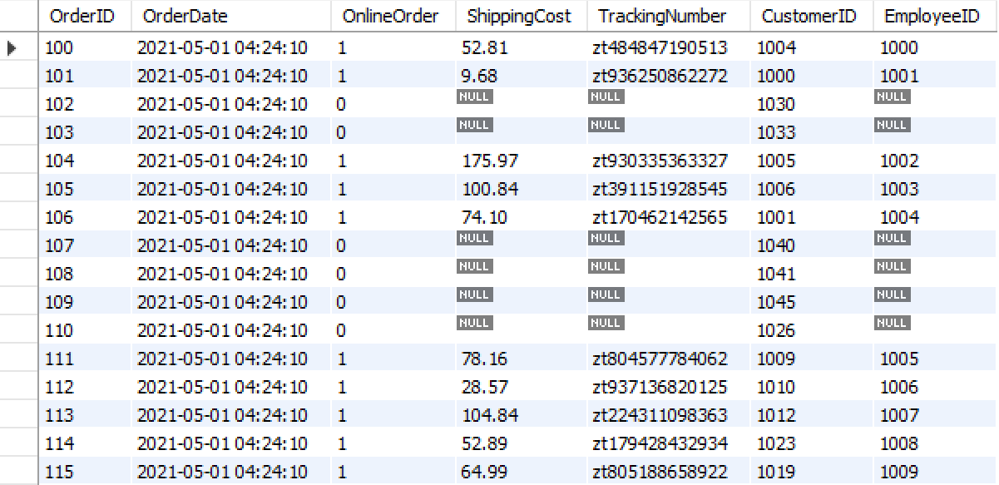 OrderID OrderDate OnlineOrder ShippingCost TrackingNumber CustomerID EmployeeID
100 2021-05-01 04:24:10 1 52.81 zt484847190513 1004 1000
101 2021-05-01 04:24:10 1 9.68 zt936250862272 1000 1001
102 2021-05-01 04:24:10 0 NULL NULL 1030 NULL
103 2021-05-01 04:24:10 0 NULL NULL 1033 NULL
104 2021-05-01 04:24:10 1 175.97 zt930335363327 1005 1002
105 2021-05-01 04:24:10 1 100.84 zt391151928545 1006 1003
106 2021-05-01 04:24:10 1 74.10 zt170462142565 1001 1004
107 2021-05-01 04:24:10 0 NULL NULL 1040 NULL
108 2021-05-01 04:24:10 0 NULL NULL 1041 NULL
109 2021-05-01 04:24:10 0 NULL NULL 1045 NULL
110 2021-05-01 04:24:10 0 NULL NULL 1026 NULL
111 2021-05-01 04:24:10 1 78.16 zt804577784062 1009 1005
112 2021-05-01 04:24:10 1 28.57 zt937136820125 1010 1006
113 2021-05-01 04:24:10 1 104.84 zt224311098363 1012 1007
114 2021-05-01 04:24:10 1 52.89 zt179428432934 1023 1008
115 2021-05-01 04:24:10 1 64.99 zt805188658922 1019 1009